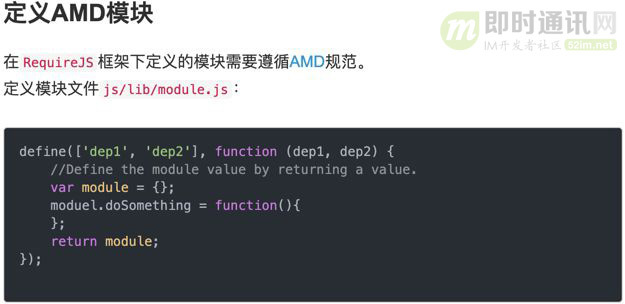 定义AMD模块
即时通讯网
IM开发者社区 52im.net
在 RequireJS 框架下定义的模块需要遵循AMD规范。
定义模块文件 js/lib/module.js：
define(['dep1', 'dep2'], function (dep1, dep2) {
    //Define the module value by returning a value.
    var module = {};
    moduel.doSomething = function(){
    };
    return module;
});